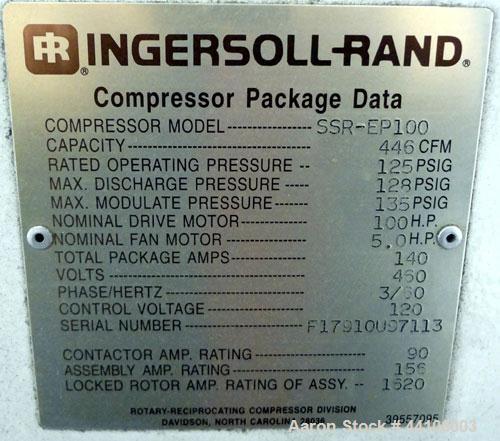 IR INGERSOLL-RAND®
Compressor Package Data
COMPRESSOR MODEL SSR-EP100
CAPACITY 446 CFM
RATED OPERATING PRESSURE -- 125 PSIG
MAX. DISCHARGE PRESSURE 128 PSIG
MAX. MODULATE PRESSURE 135 PSIG
NOMINAL DRIVE MOTOR 100 H.P.
NOMINAL FAN MOTOR 5.0 H.P.
TOTAL PACKAGE AMPS 140
VOLTS 460
PHASE/HERTZ 3/60
CONTROL VOLTAGE 120
SERIAL NUMBER
CONTACTOR AMP. RATING 90
ASSEMBLY AMP. RATING 156
LOCKED ROTOR AMP. RATING OF ASSY. -- 1620
ROTARY-RECIPROCATING COMPRESSOR DIVISION
DAVIDSON, NORTH CAROLINA 28036
Aaron Stock # 44106003